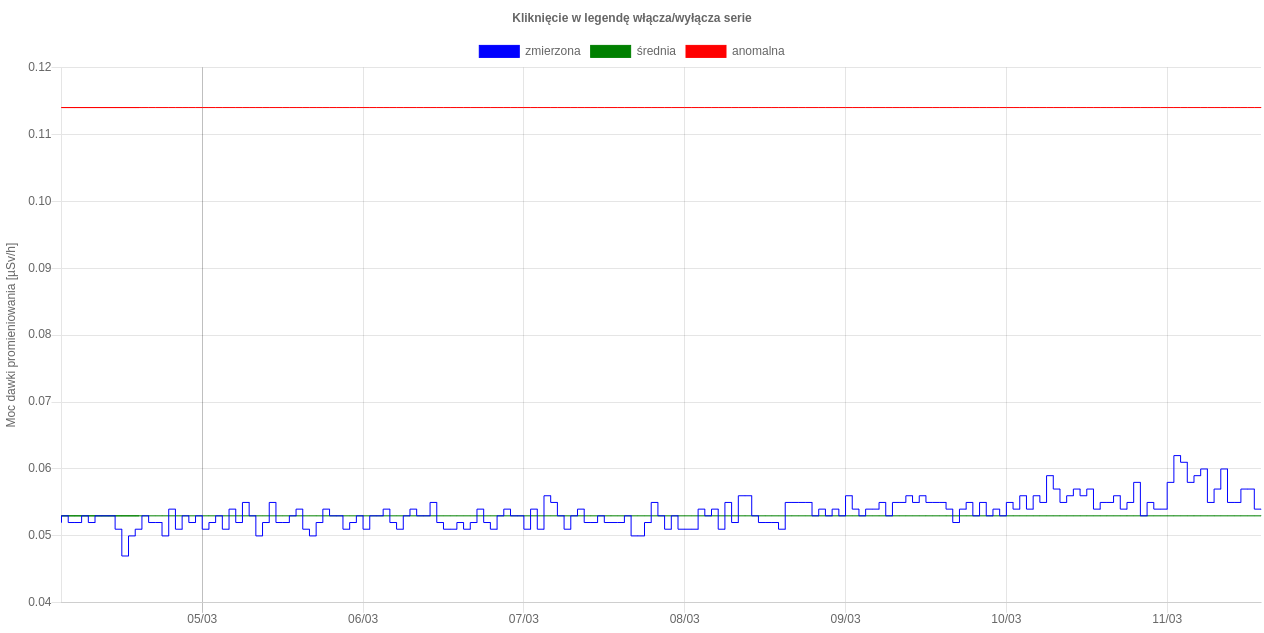 Kliknięcie w legendę włącza/wyłącza serie
zmierzona średnia anomalna
Moc dawki promieniowania [µSv/h]
0.12
0.11
0.10
0.09
0.08
0.07
0.06
0.05
0.04
05/03 06/03 07/03 08/03 09/03 10/03 11/03